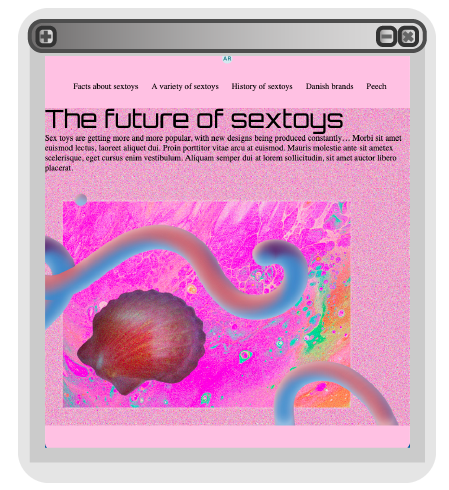 AR
Facts about sextoys A variety of sextoys History of sextoys Danish brands Peech
The future of sextoys
Sex toys are getting more and more popular, with new designs being produced constantly… Morbi sit amet
euismod lectus, laoreet aliquet dui. Proin porttitor vitae arcu at euismod. Mauris molestie ante sit ametex
scelerisque, eget cursus enim vestibulum. Aliquam semper dui at lorem sollicitudin, sit amet auctor libero
placerat.